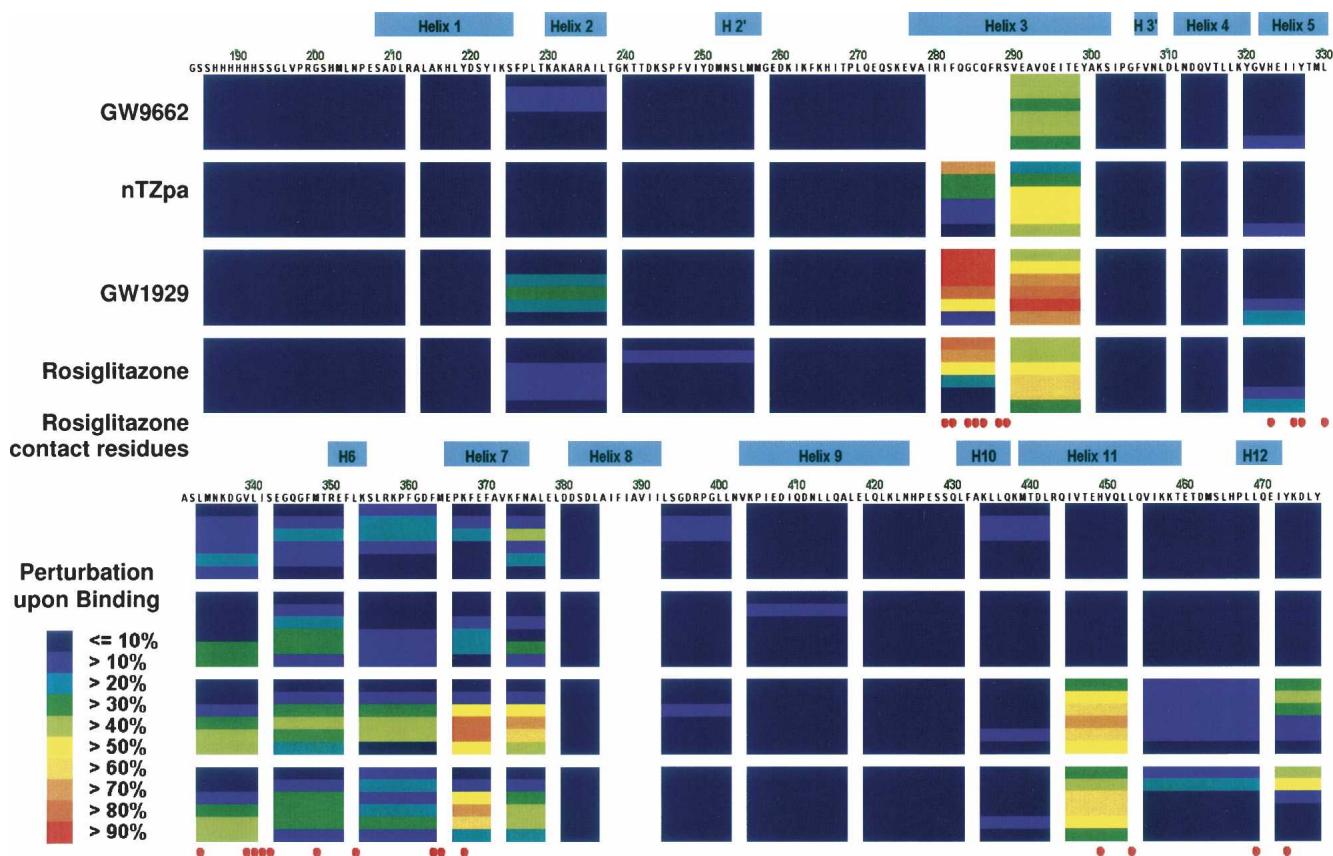 Helix 1 Helix 2 H 2' Helix 3 H 3' Helix 4 Helix 5
190 200 210 220 230 240 250 260 270 280 290 300 310 320 330
GSSHHHHHHSSGLVPRGSHMLNPESADLRALAKHLYDSYIKSFPLTKAKARAILTGKTTDKSPFVIYDMNSLMMGEDKIKFKHITPLQEQSKEVAIRIFQGCQFRSVEAVQEITEYAKSIPGFVNLDLNDQVTLLKYGVHEIIYTML
GW9662
nTZpa
GW1929
Rosiglitazone
Rosiglitazone
contact residues
H6 Helix 7 Helix 8 Helix 9 H10 Helix 11 H12
340 350 360 370 380 390 400 410 420 430 440 450 460 470
ASLMNKDGVLISEGQGFMTREFLKSLRKPFGDFMEPKFEFAVKFNALELDDSDLAIFIAVIILSGDRPGLLNVKPIEDIQDNLLQALELQLKLNHPESSQLFAKLLQKMTDLRQIVTEHVQLLQVIKKTETDMSLHPLLQEIYKDLY
Perturbation
upon Binding
<= 10%
> 10%
> 20%
> 30%
> 40%
> 50%
> 60%
> 70%
> 80%
> 90%